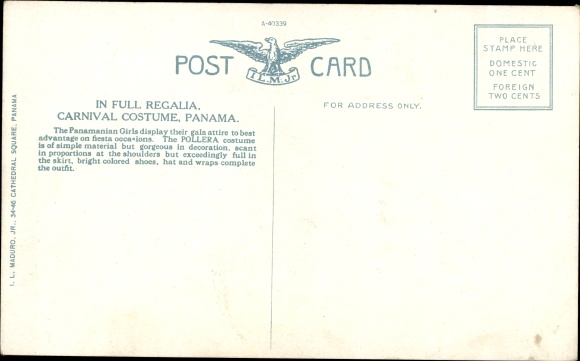 A-40339
POST CARD
I.L.M.Jr.
PLACE
STAMP HERE
DOMESTIC
ONE CENT
FOREIGN
TWO CENTS
IN FULL REGALIA,
CARNIVAL COSTUME, PANAMA.
The Panamanian Girls display their gala attire to best
advantage on fiesta occasions. The POLLERA costume
is of simple material but gorgeous in decoration, scant
in proportions at the shoulders but exceedingly full in
the skirt, bright colored shoes, hat and wraps complete
the outfit.
FOR ADDRESS ONLY.
I. L. MADURO, JR., 34-46 CATHEDRAL SQUARE, PANAMA